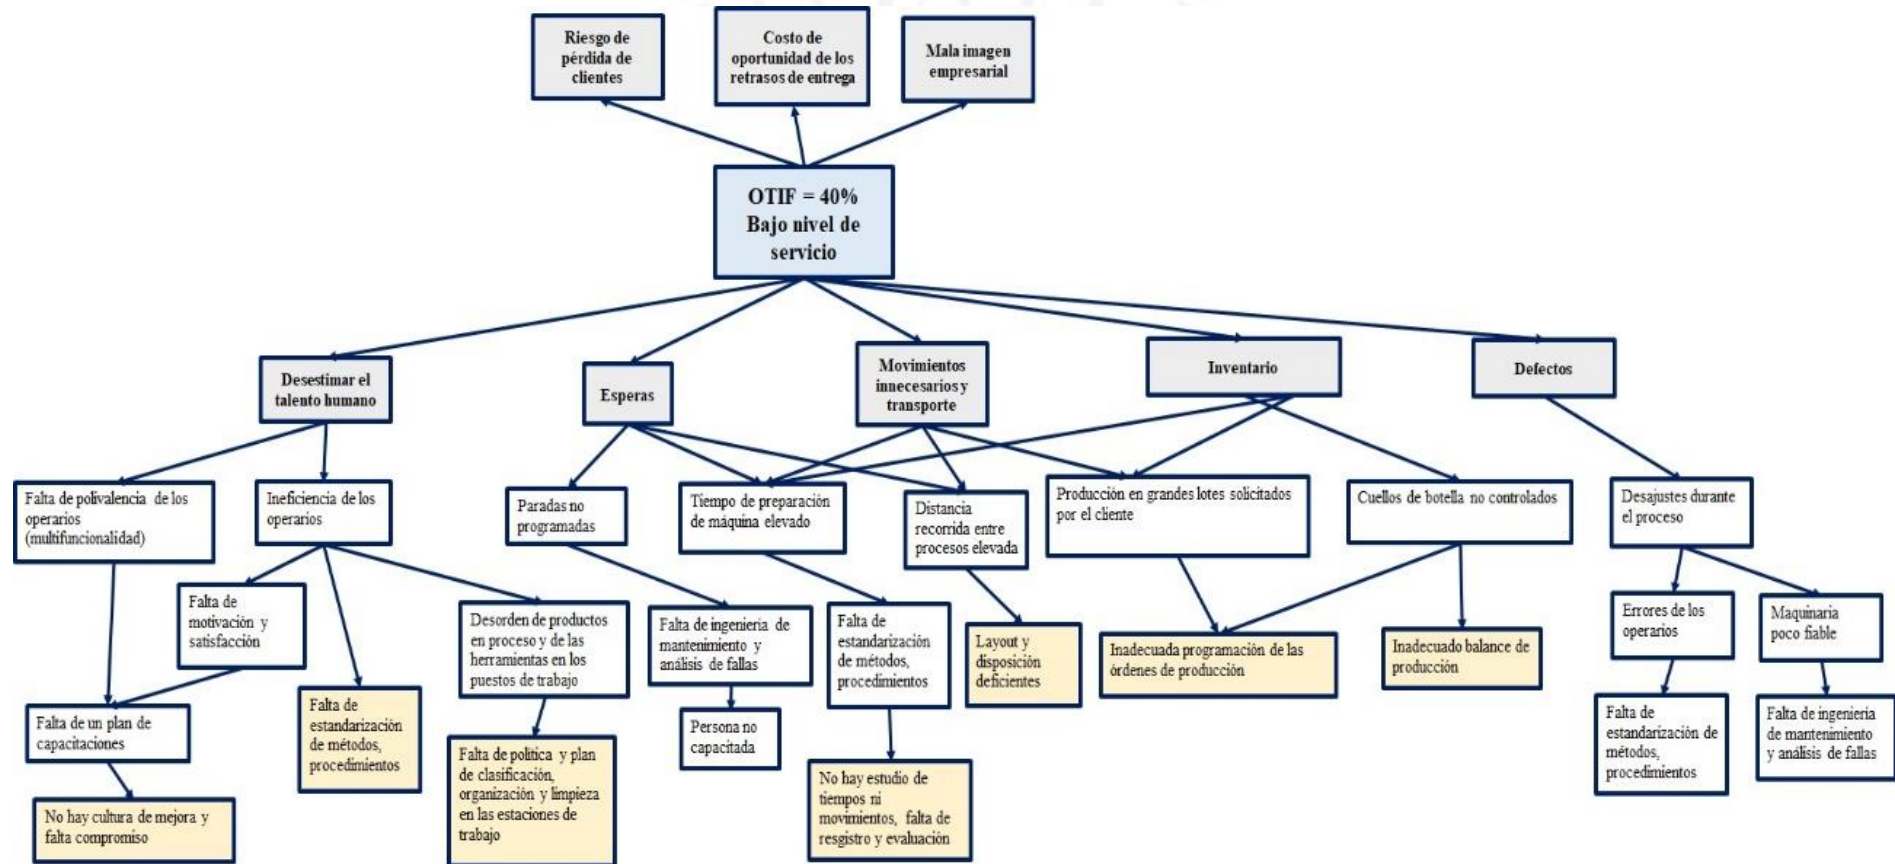 Riesgo de
pérdida de
clientes
Costo de
oportunidad de los
retrasos de entrega
Mala imagen
empresarial
OTIF = 40%
Bajo nivel de
servicio
Desestimar el
talento humano
Esperas
Movimientos
innecesarios y
transporte
Inventario
Defectos
Falta de polivalencia de los
operarios
(multifuncionalidad)
Ineficiencia de los
operarios
Paradas no
programadas
Tiempo de preparación
de máquina elevado
Distancia
recorrida entre
procesos elevada
Producción en grandes lotes solicitados
por el cliente
Cuellos de botella no controlados
Desajustes durante
el proceso
Falta de
motivación y
satisfacción
Desorden de productos
en proceso y de las
herramientas en los
puestos de trabajo
Falta de ingeniería de
mantenimiento y
análisis de fallas
Falta de
estandarización
de métodos,
procedimientos
Layout y
disposición
deficientes
Inadecuada programación de las
órdenes de producción
Inadecuado balance de
producción
Errores de los
operarios
Maquinaria
poco fiable
Falta de un plan de
capacitaciones
Falta de
estandarización
de métodos,
procedimientos
Falta de política y plan
de clasificación,
organización y limpieza
en las estaciones de
trabajo
Persona no
capacitada
No hay estudio de
tiempos ni
movimientos, falta de
resgistro y evaluación
Falta de
estandarización de
métodos,
procedimientos
Falta de ingeniería
de mantenimiento
y análisis de fallas
No hay cultura de mejora y
falta compromiso